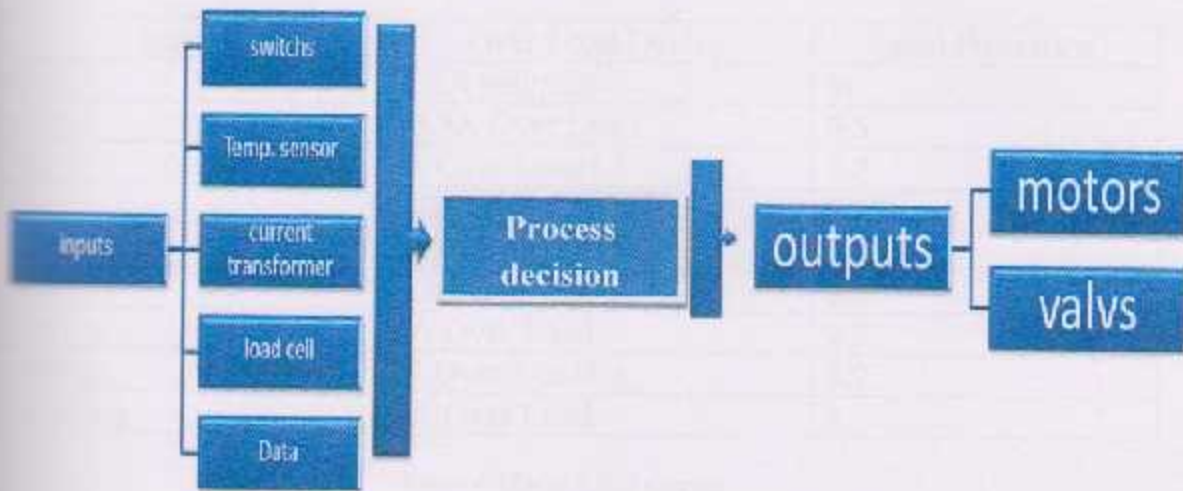 inputs
switchs
Temp. sensor
current
transformer
load cell
Data
Process
decision
outputs
motors
valvs